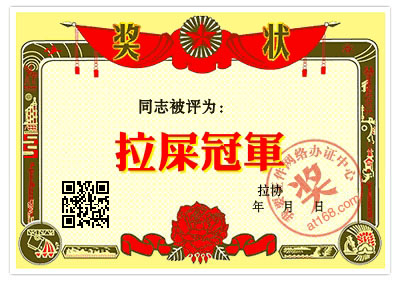 奖 状
同志被评为：
拉屎冠軍
拉协
年 月 日
奖
at168.com